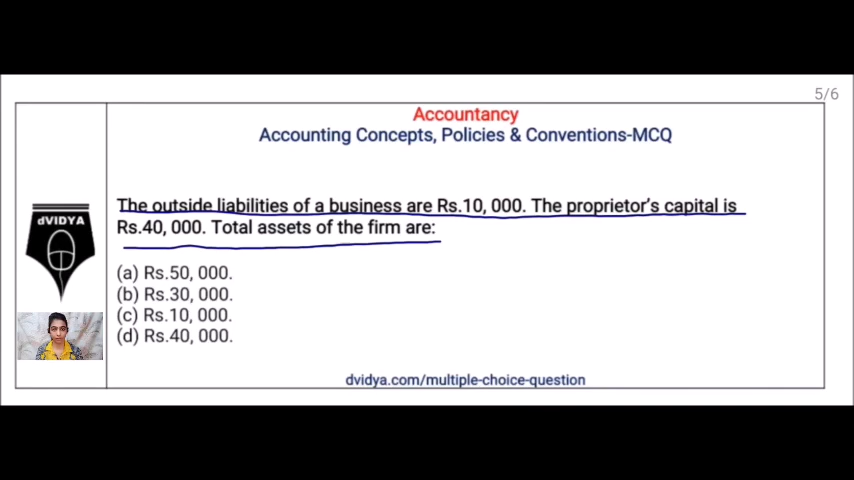 5/6
Accountancy
Accounting Concepts, Policies & Conventions-MCQ
dVIDYA
The outside liabilities of a business are Rs.10, 000. The proprietor's capital is
Rs.40, 000. Total assets of the firm are:
(a) Rs.50, 000.
(b) Rs.30, 000.
(c) Rs.10, 000.
(d) Rs.40, 000.
dvidya.com/multiple-choice-question